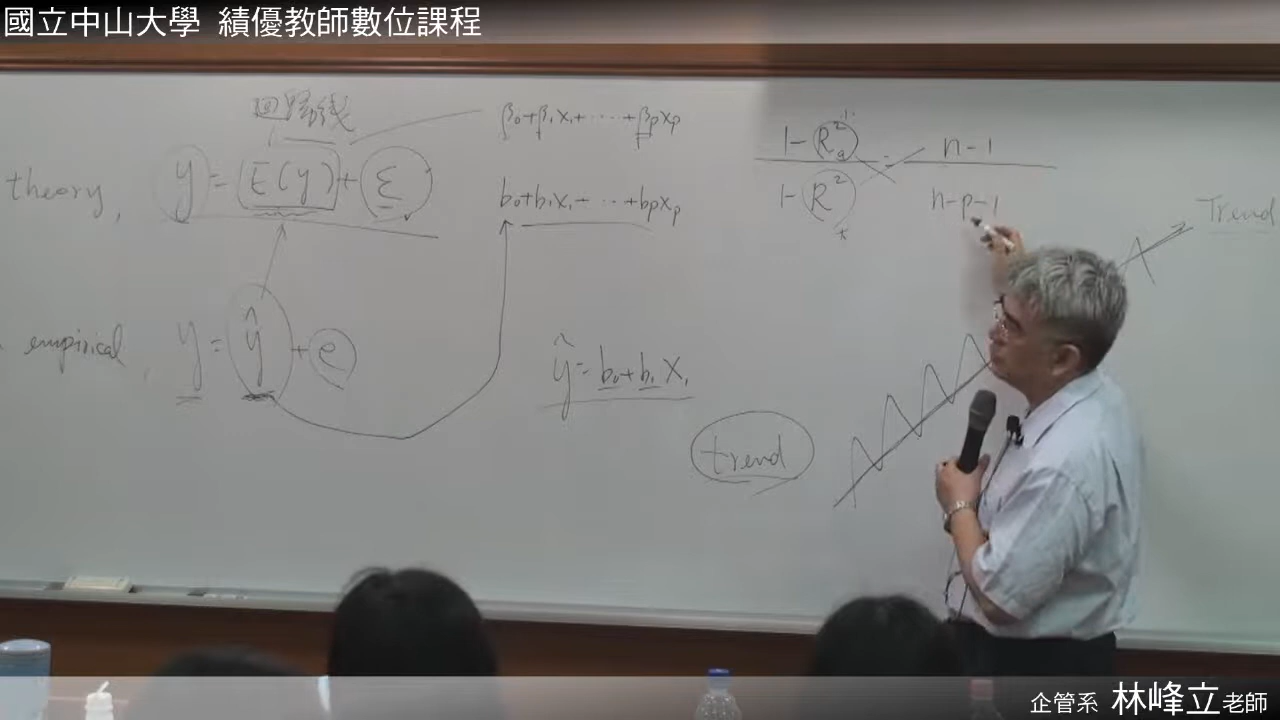 國立中山大學 績優教師數位課程
迴歸線
β₀+β₁x₁+⋯⋯+βₚxₚ
theory, y=E(y)+ε
b₀+b₁x₁+⋯+bₚxₚ
1-Rₐ² / 1-R² = n-1 / n-p-1
*
Trend
empirical, y=ŷ+e
ŷ=b₀+b₁x₁
trend
企管系 林峰立老師